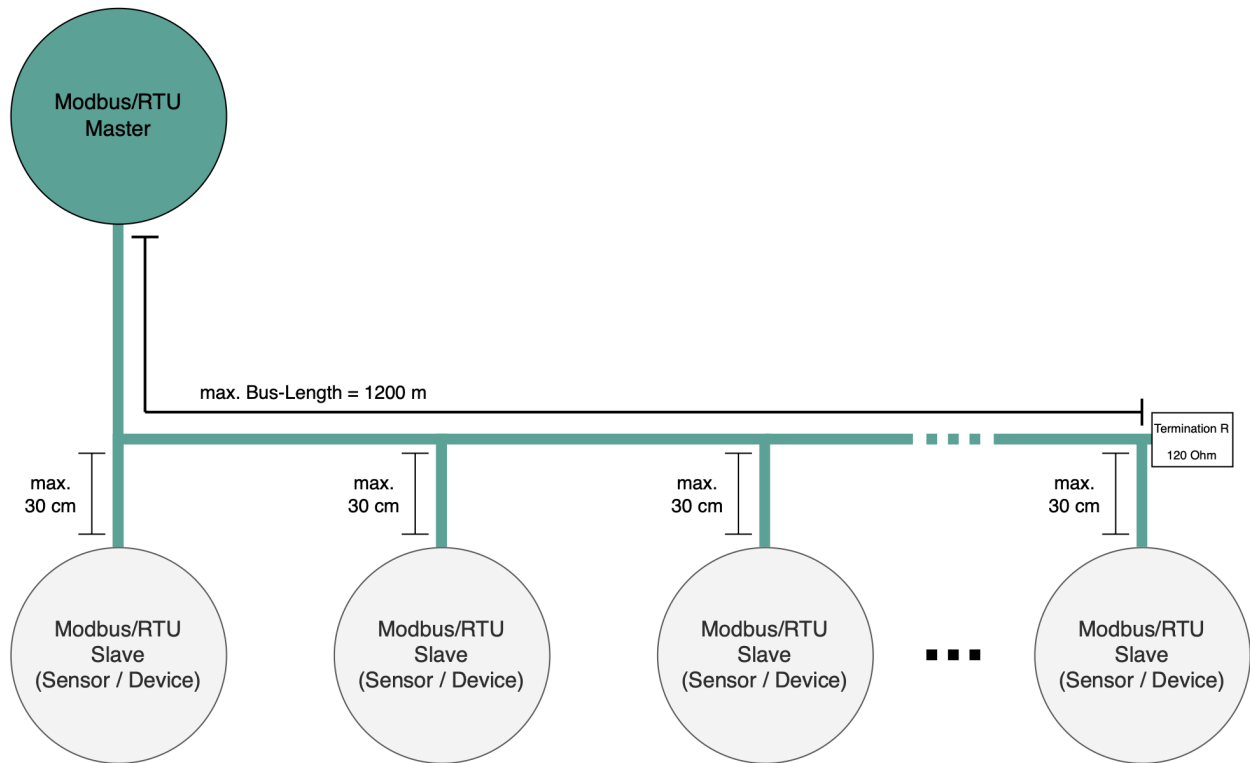 Modbus/RTU
Master
max. Bus-Length = 1200 m
Termination R
120 Ohm
max.
30 cm
max.
30 cm
max.
30 cm
max.
30 cm
Modbus/RTU
Slave
(Sensor / Device)
Modbus/RTU
Slave
(Sensor / Device)
Modbus/RTU
Slave
(Sensor / Device)
Modbus/RTU
Slave
(Sensor / Device)